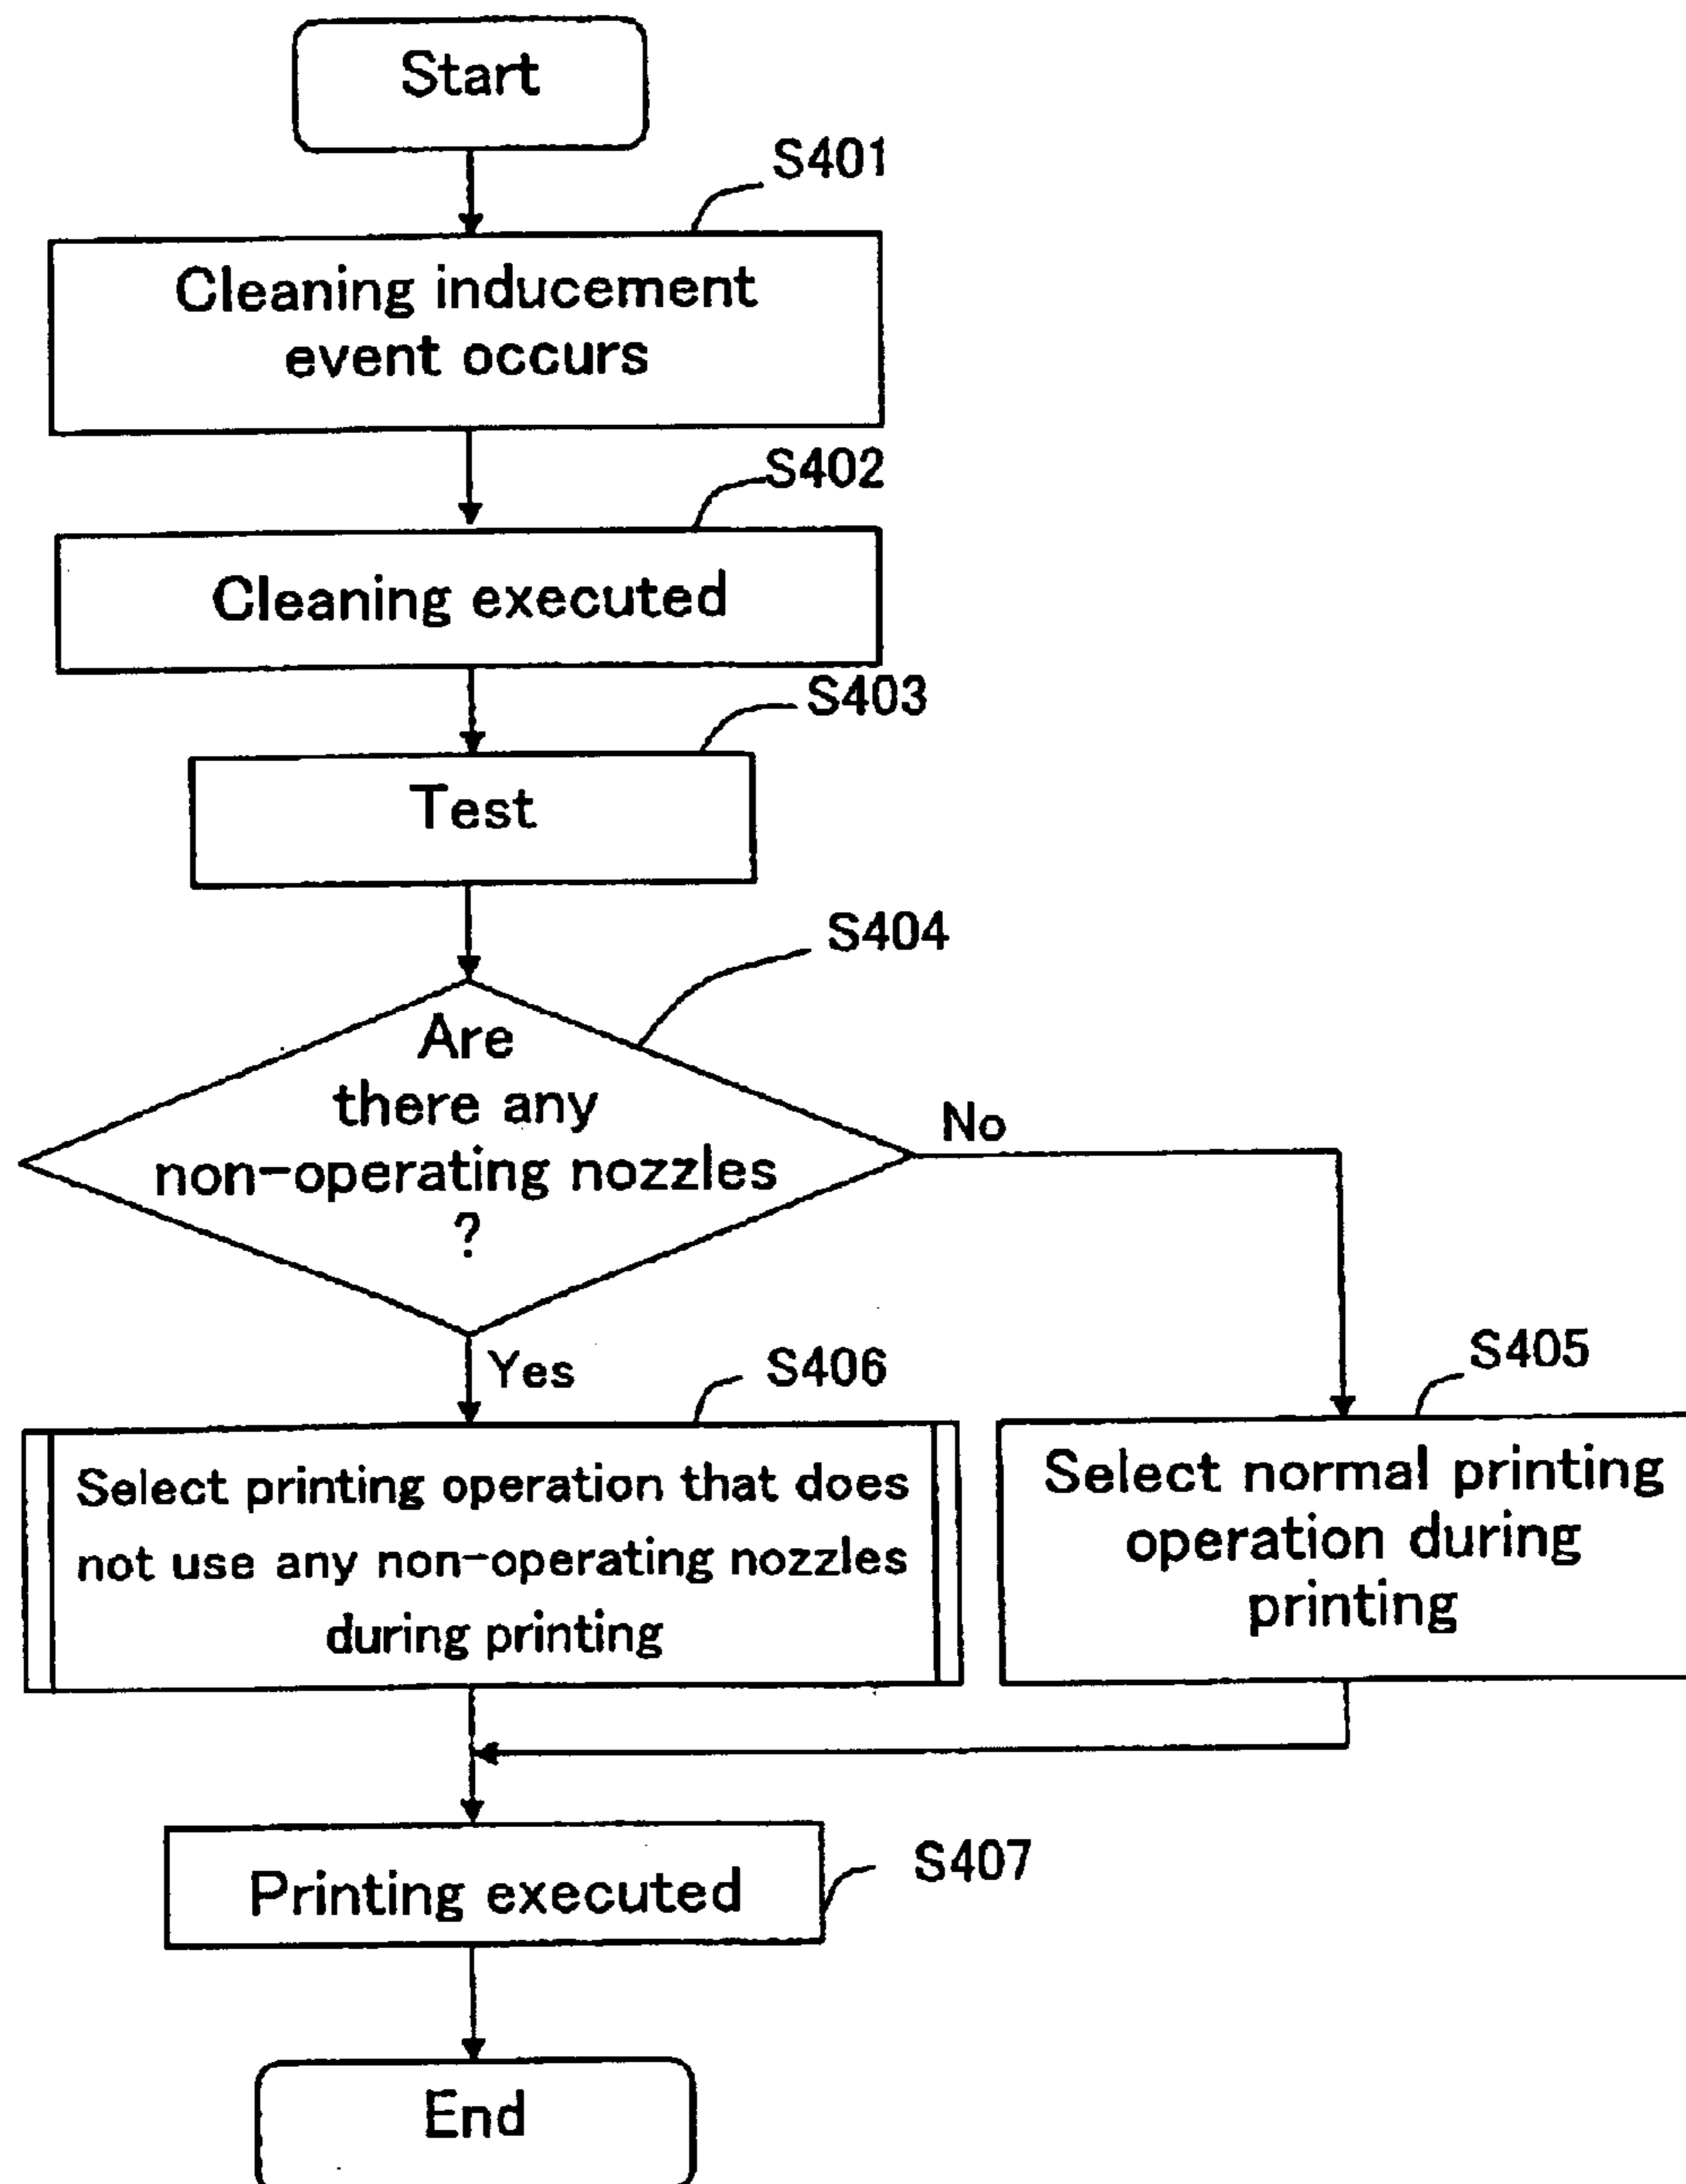 Start
S401
Cleaning inducement
event occurs
S402
Cleaning executed
S403
Test
S404
Are
there any
non-operating nozzles
?
No
Yes
S406
S405
Select printing operation that does
not use any non-operating nozzles
during printing
Select normal printing
operation during
printing
Printing executed
S407
End